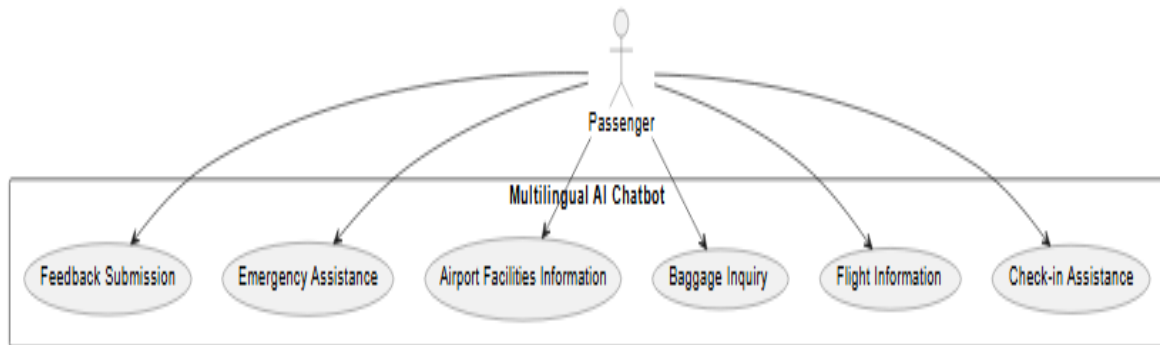 Passenger
Multilingual AI Chatbot
Feedback Submission
Emergency Assistance
Airport Facilities Information
Baggage Inquiry
Flight Information
Check-in Assistance